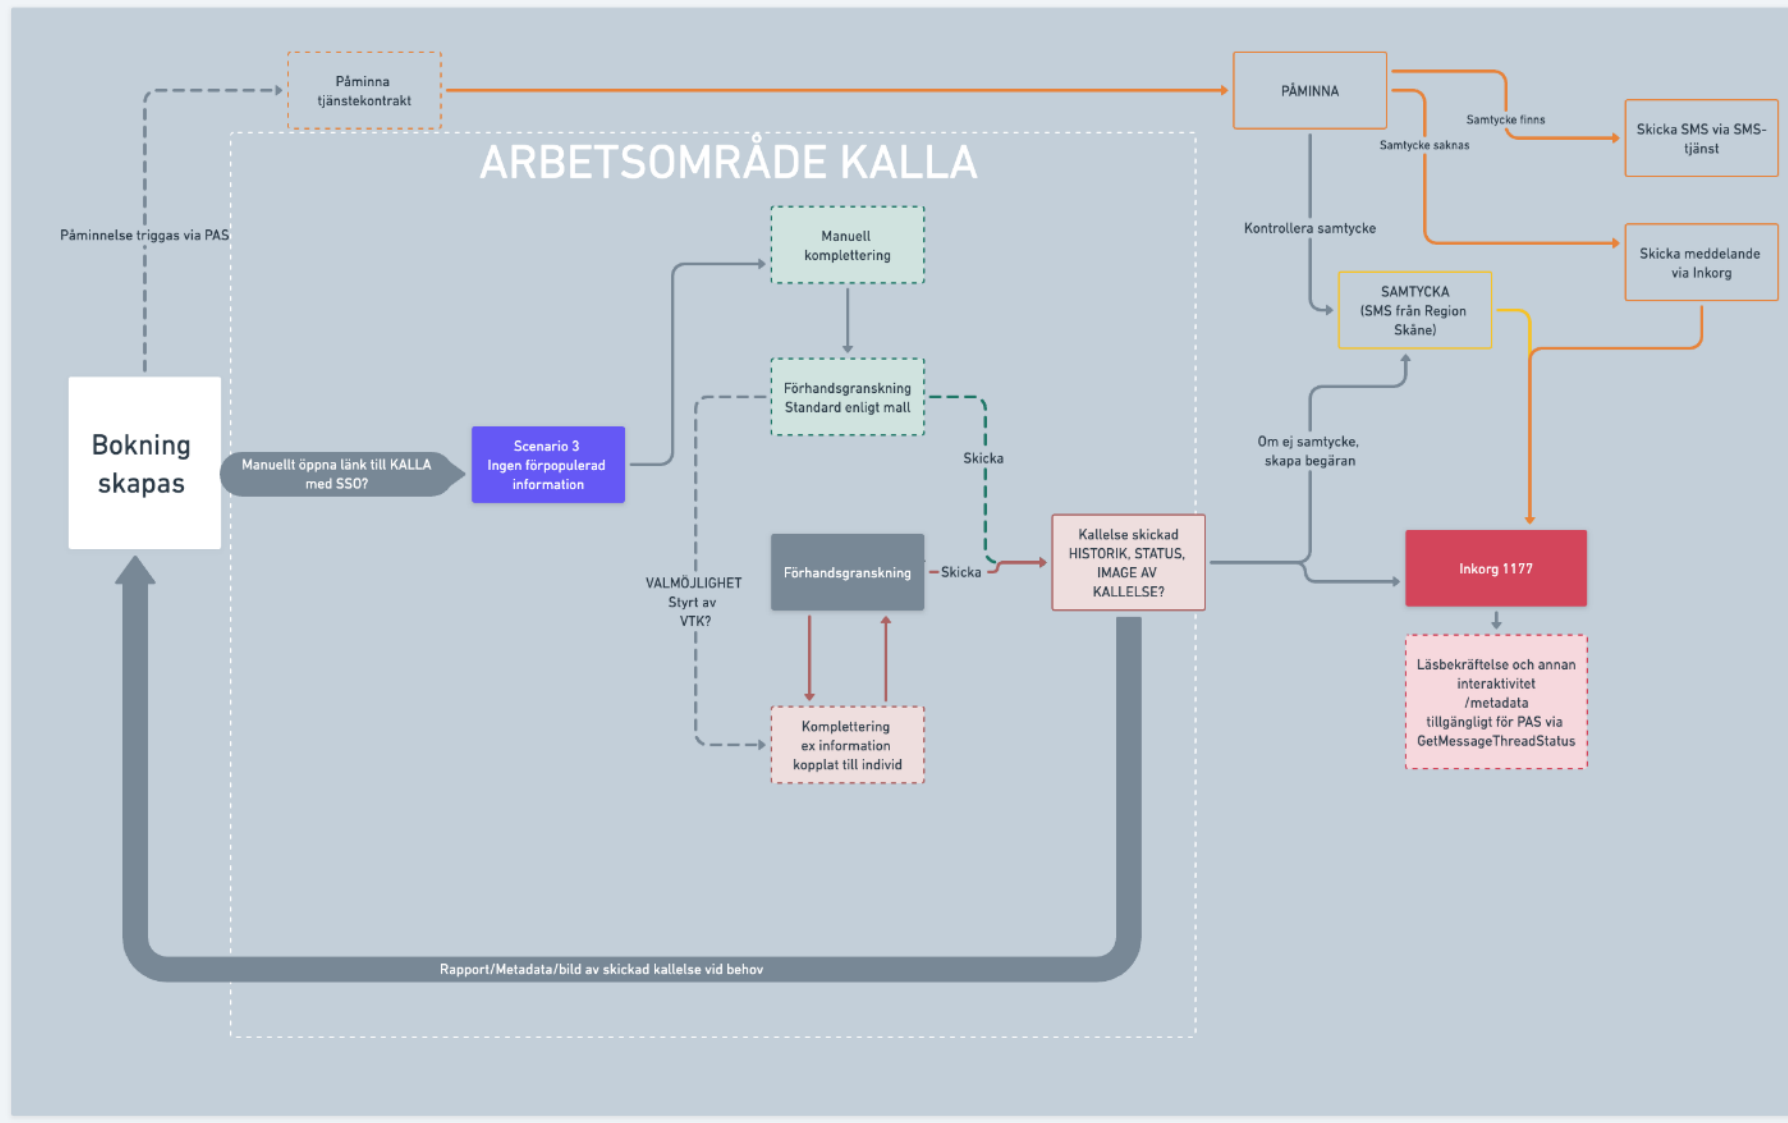 Påminna
tjänstekontrakt
PÅMINNA
Samtycke finns
Samtycke saknas
Skicka SMS via SMS-
tjänst
ARBETSOMRÅDE KALLA
Påminnelse triggas via PAS
Manuell
komplettering
Kontrollera samtycke
Skicka meddelande
via Inkorg
SAMTYCKA
(SMS från Region
Skåne)
Förhandsgranskning
Standard enligt mall
Bokning
skapas
Manuellt öppna länk till KALLA
med SSO?
Scenario 3
Ingen förpopulerad
information
Skicka
Om ej samtycke,
skapa begäran
VALMÖJLIGHET
Styrt av
VTK?
Förhandsgranskning
Skicka
Kallelse skickad
HISTORIK, STATUS,
IMAGE AV
KALLELSE?
Inkorg 1177
Komplettering
ex information
kopplat till individ
Läsbekräftelse och annan
interaktivitet
/metadata
tillgängligt för PAS via
GetMessageThreadStatus
Rapport/Metadata/bild av skickad kallelse vid behov